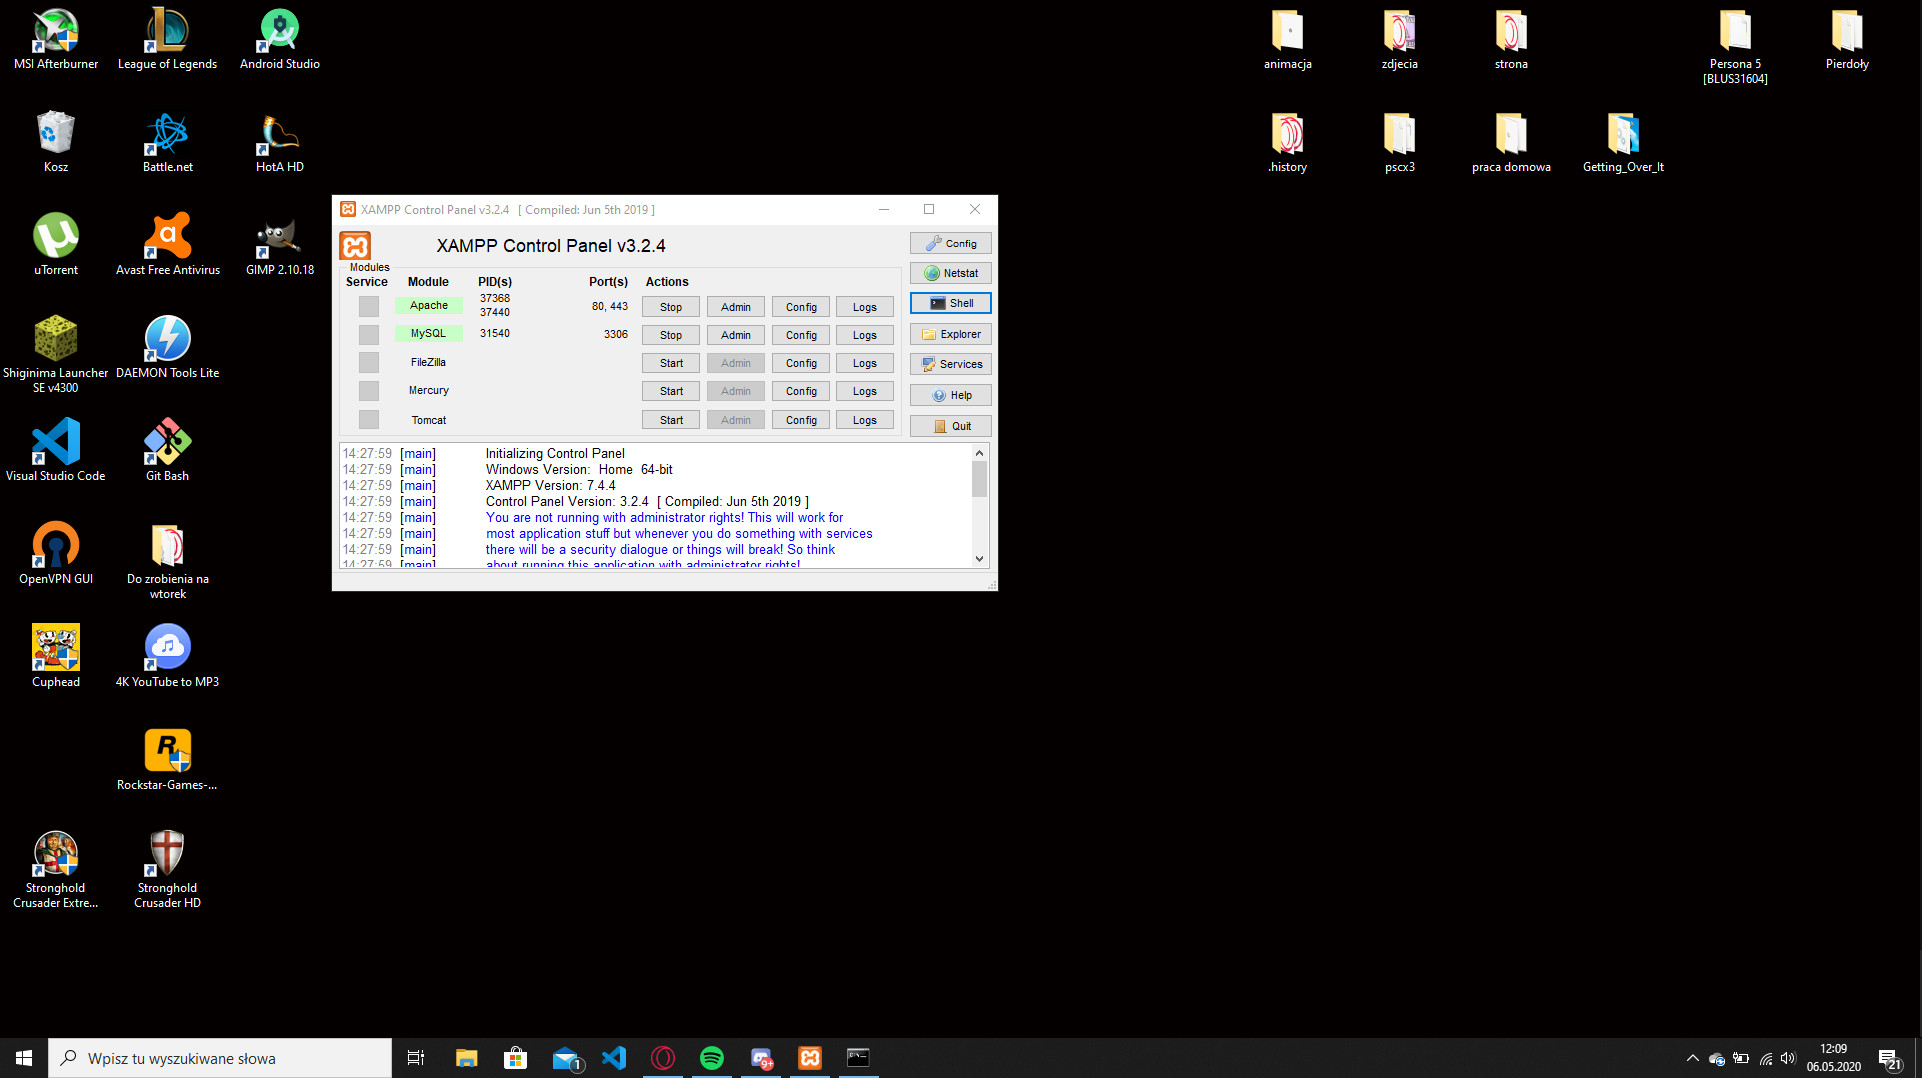 MSI Afterburner
League of Legends
Android Studio
animacja
zdjecia
strona
Persona 5
[BLUS31604]
Pierdoły
Kosz
Battle.net
HotA HD
.history
pscx3
praca domowa
Getting_Over_It
uTorrent
Avast Free Antivirus
GIMP 2.10.18
Shiginima Launcher
SE v4300
DAEMON Tools Lite
Visual Studio Code
Git Bash
OpenVPN GUI
Do zrobienia na
wtorek
Cuphead
4K YouTube to MP3
Rockstar-Games-...
Stronghold
Crusader Extre...
Stronghold
Crusader HD
XAMPP Control Panel v3.2.4 [ Compiled: Jun 5th 2019 ]
XAMPP Control Panel v3.2.4
Config
Modules
Service Module PID(s) Port(s) Actions
Netstat
Apache 37368 80, 443 Stop Admin Config Logs
37440
Shell
MySQL 31540 3306 Stop Admin Config Logs
Explorer
FileZilla Start Admin Config Logs
Services
Mercury Start Admin Config Logs
Help
Tomcat Start Admin Config Logs
Quit
14:27:59 [main] Initializing Control Panel
14:27:59 [main] Windows Version: Home 64-bit
14:27:59 [main] XAMPP Version: 7.4.4
14:27:59 [main] Control Panel Version: 3.2.4 [ Compiled: Jun 5th 2019 ]
14:27:59 [main] You are not running with administrator rights! This will work for
14:27:59 [main] most application stuff but whenever you do something with services
14:27:59 [main] there will be a security dialogue or things will break! So think
14:27:59 [main] about running this application with administrator rights!
Wpisz tu wyszukiwane słowa
1
9+
12:09
06.05.2020
21